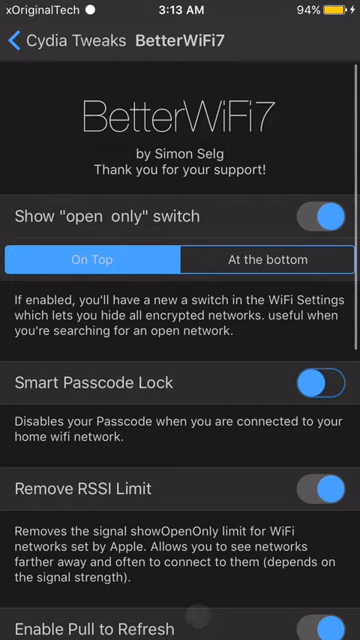 xOriginalTech 3:13 AM 94%
Cydia Tweaks BetterWiFi7
BetterWiFi7
by Simon Selg
Thank you for your support!
Show "open only" switch
On Top At the bottom
If enabled, you'll have a new a switch in the WiFi Settings
which lets you hide all encrypted networks. useful when
you're searching for an open network.
Smart Passcode Lock
Disables your Passcode when you are connected to your
home wifi network.
Remove RSSI Limit
Removes the signal showOpenOnly limit for WiFi
networks set by Apple. Allows you to see networks
farther away and often to connect to them (depends on
the signal strength).
Enable Pull to Refresh